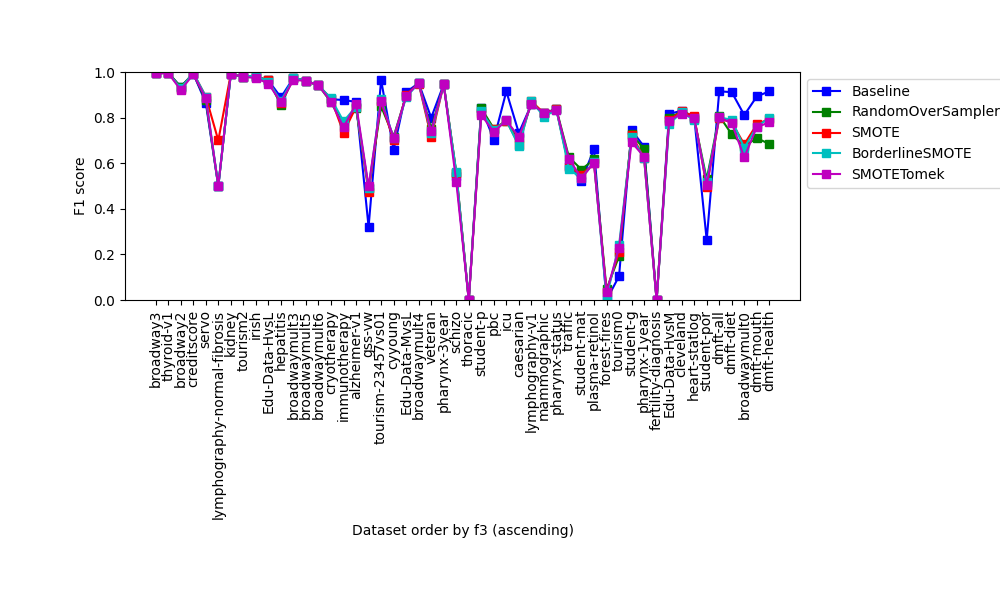 F1 score
1.0
0.8
0.6
0.4
0.2
0.0
broadway3
thyroid-v1
broadway2
creditscore
servo
lymphography-normal-fibrosis
kidney
tourism2
irish
Edu-Data-HvsL
hepatitis
broadwaymult3
broadwaymult5
broadwaymult6
cryotherapy
immunotherapy
alzheimer-v1
gss-vw
tourism-23457vs01
cyyoung
Edu-Data-MvsL
broadwaymult4
veteran
pharynx-3year
schizo
thoracic
student-p
pbc
icu
caesarian
lymphography-v1
mammographic
pharynx-status
traffic
student-mat
plasma-retinol
forest-fires
tourism0
student-g
pharynx-1year
fertility-diagnosis
Edu-Data-HvsM
cleveland
heart-statlog
student-por
dmft-all
dmft-diet
broadwaymult0
dmft-mouth
dmft-health
Dataset order by f3 (ascending)
Baseline
RandomOverSampler
SMOTE
BorderlineSMOTE
SMOTETomek